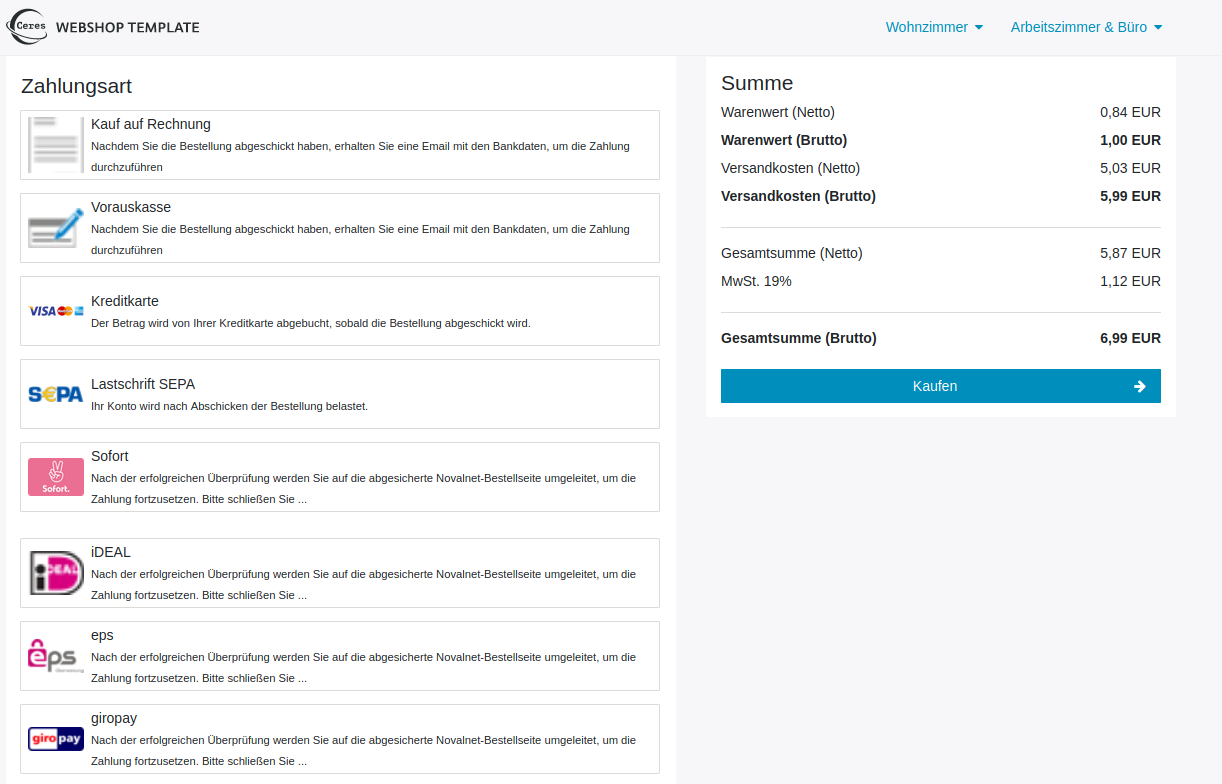 Ceres WEBSHOP TEMPLATE
Wohnzimmer
Arbeitszimmer & Büro
Zahlungsart
Kauf auf Rechnung
Nachdem Sie die Bestellung abgeschickt haben, erhalten Sie eine Email mit den Bankdaten, um die Zahlung
durchzuführen
Vorauskasse
Nachdem Sie die Bestellung abgeschickt haben, erhalten Sie eine Email mit den Bankdaten, um die Zahlung
durchzuführen
VISA
Kreditkarte
Der Betrag wird von Ihrer Kreditkarte abgebucht, sobald die Bestellung abgeschickt wird.
S€PA
Lastschrift SEPA
Ihr Konto wird nach Abschicken der Bestellung belastet.
Sofort.
Sofort
Nach der erfolgreichen Überprüfung werden Sie auf die abgesicherte Novalnet-Bestellseite umgeleitet, um die
Zahlung fortzusetzen. Bitte schließen Sie ...
iDEAL
iDEAL
Nach der erfolgreichen Überprüfung werden Sie auf die abgesicherte Novalnet-Bestellseite umgeleitet, um die
Zahlung fortzusetzen. Bitte schließen Sie ...
eps
eps
Nach der erfolgreichen Überprüfung werden Sie auf die abgesicherte Novalnet-Bestellseite umgeleitet, um die
Zahlung fortzusetzen. Bitte schließen Sie ...
giropay
giropay
Nach der erfolgreichen Überprüfung werden Sie auf die abgesicherte Novalnet-Bestellseite umgeleitet, um die
Zahlung fortzusetzen. Bitte schließen Sie ...
Summe
Warenwert (Netto) 0,84 EUR
Warenwert (Brutto) 1,00 EUR
Versandkosten (Netto) 5,03 EUR
Versandkosten (Brutto) 5,99 EUR
Gesamtsumme (Netto) 5,87 EUR
MwSt. 19% 1,12 EUR
Gesamtsumme (Brutto) 6,99 EUR
Kaufen